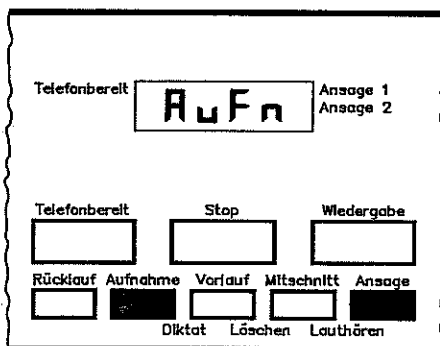 Telefonbereit AuFn Ansage 1
Ansage 2
Telefonbereit Stop Wiedergabe
Rücklauf Aufnahme Vorlauf Mitschnitt Ansage
Diktat Löschen Lauthören